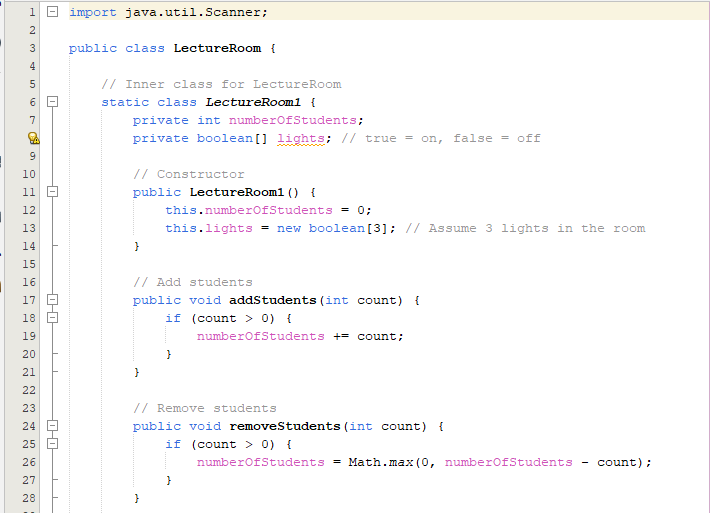 1 import java.util.Scanner;
2
3 public class LectureRoom {
4
5 // Inner class for LectureRoom
6 static class LectureRoom1 {
7 private int numberOfStudents;
private boolean[] lights; // true = on, false = off
9
10 // Constructor
11 public LectureRoom1() {
12 this.numberOfStudents = 0;
13 this.lights = new boolean[3]; // Assume 3 lights in the room
14 }
15
16 // Add students
17 public void addStudents(int count) {
18 if (count > 0) {
19 numberOfStudents += count;
20 }
21 }
22
23 // Remove students
24 public void removeStudents(int count) {
25 if (count > 0) {
26 numberOfStudents = Math.max(0, numberOfStudents - count);
27 }
28 }